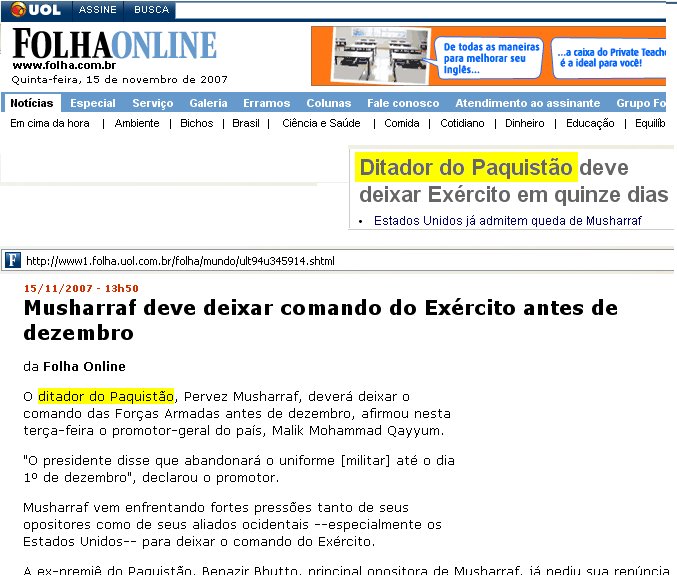 UOL ASSINE BUSCA
FOLHAONLINE
www.folha.com.br
Quinta-feira, 15 de novembro de 2007
De todas as maneiras
para melhorar seu
Inglês...
...a caixa do Private Teache
é a ideal para você!
Notícias Especial Serviço Galeria Erramos Colunas Fale conosco Atendimento ao assinante Grupo Fo
Em cima da hora | Ambiente | Bichos | Brasil | Ciência e Saúde | Comida | Cotidiano | Dinheiro | Educação | Equilíb
Ditador do Paquistão deve
deixar Exército em quinze dias
• Estados Unidos já admitem queda de Musharraf
F http://www1.folha.uol.com.br/folha/mundo/ult94u345914.shtml
15/11/2007 - 13h50
Musharraf deve deixar comando do Exército antes de
dezembro
da Folha Online
O ditador do Paquistão, Pervez Musharraf, deverá deixar o
comando das Forças Armadas antes de dezembro, afirmou nesta
terça-feira o promotor-geral do país, Malik Mohammad Qayyum.
"O presidente disse que abandonará o uniforme [militar] até o dia
1º de dezembro", declarou o promotor.
Musharraf vem enfrentando fortes pressões tanto de seus
opositores como de seus aliados ocidentais --especialmente os
Estados Unidos-- para deixar o comando do Exército.
A ex-premiê do Paquistão, Benazir Bhutto, principal opositora de Musharraf, já pediu sua renúncia